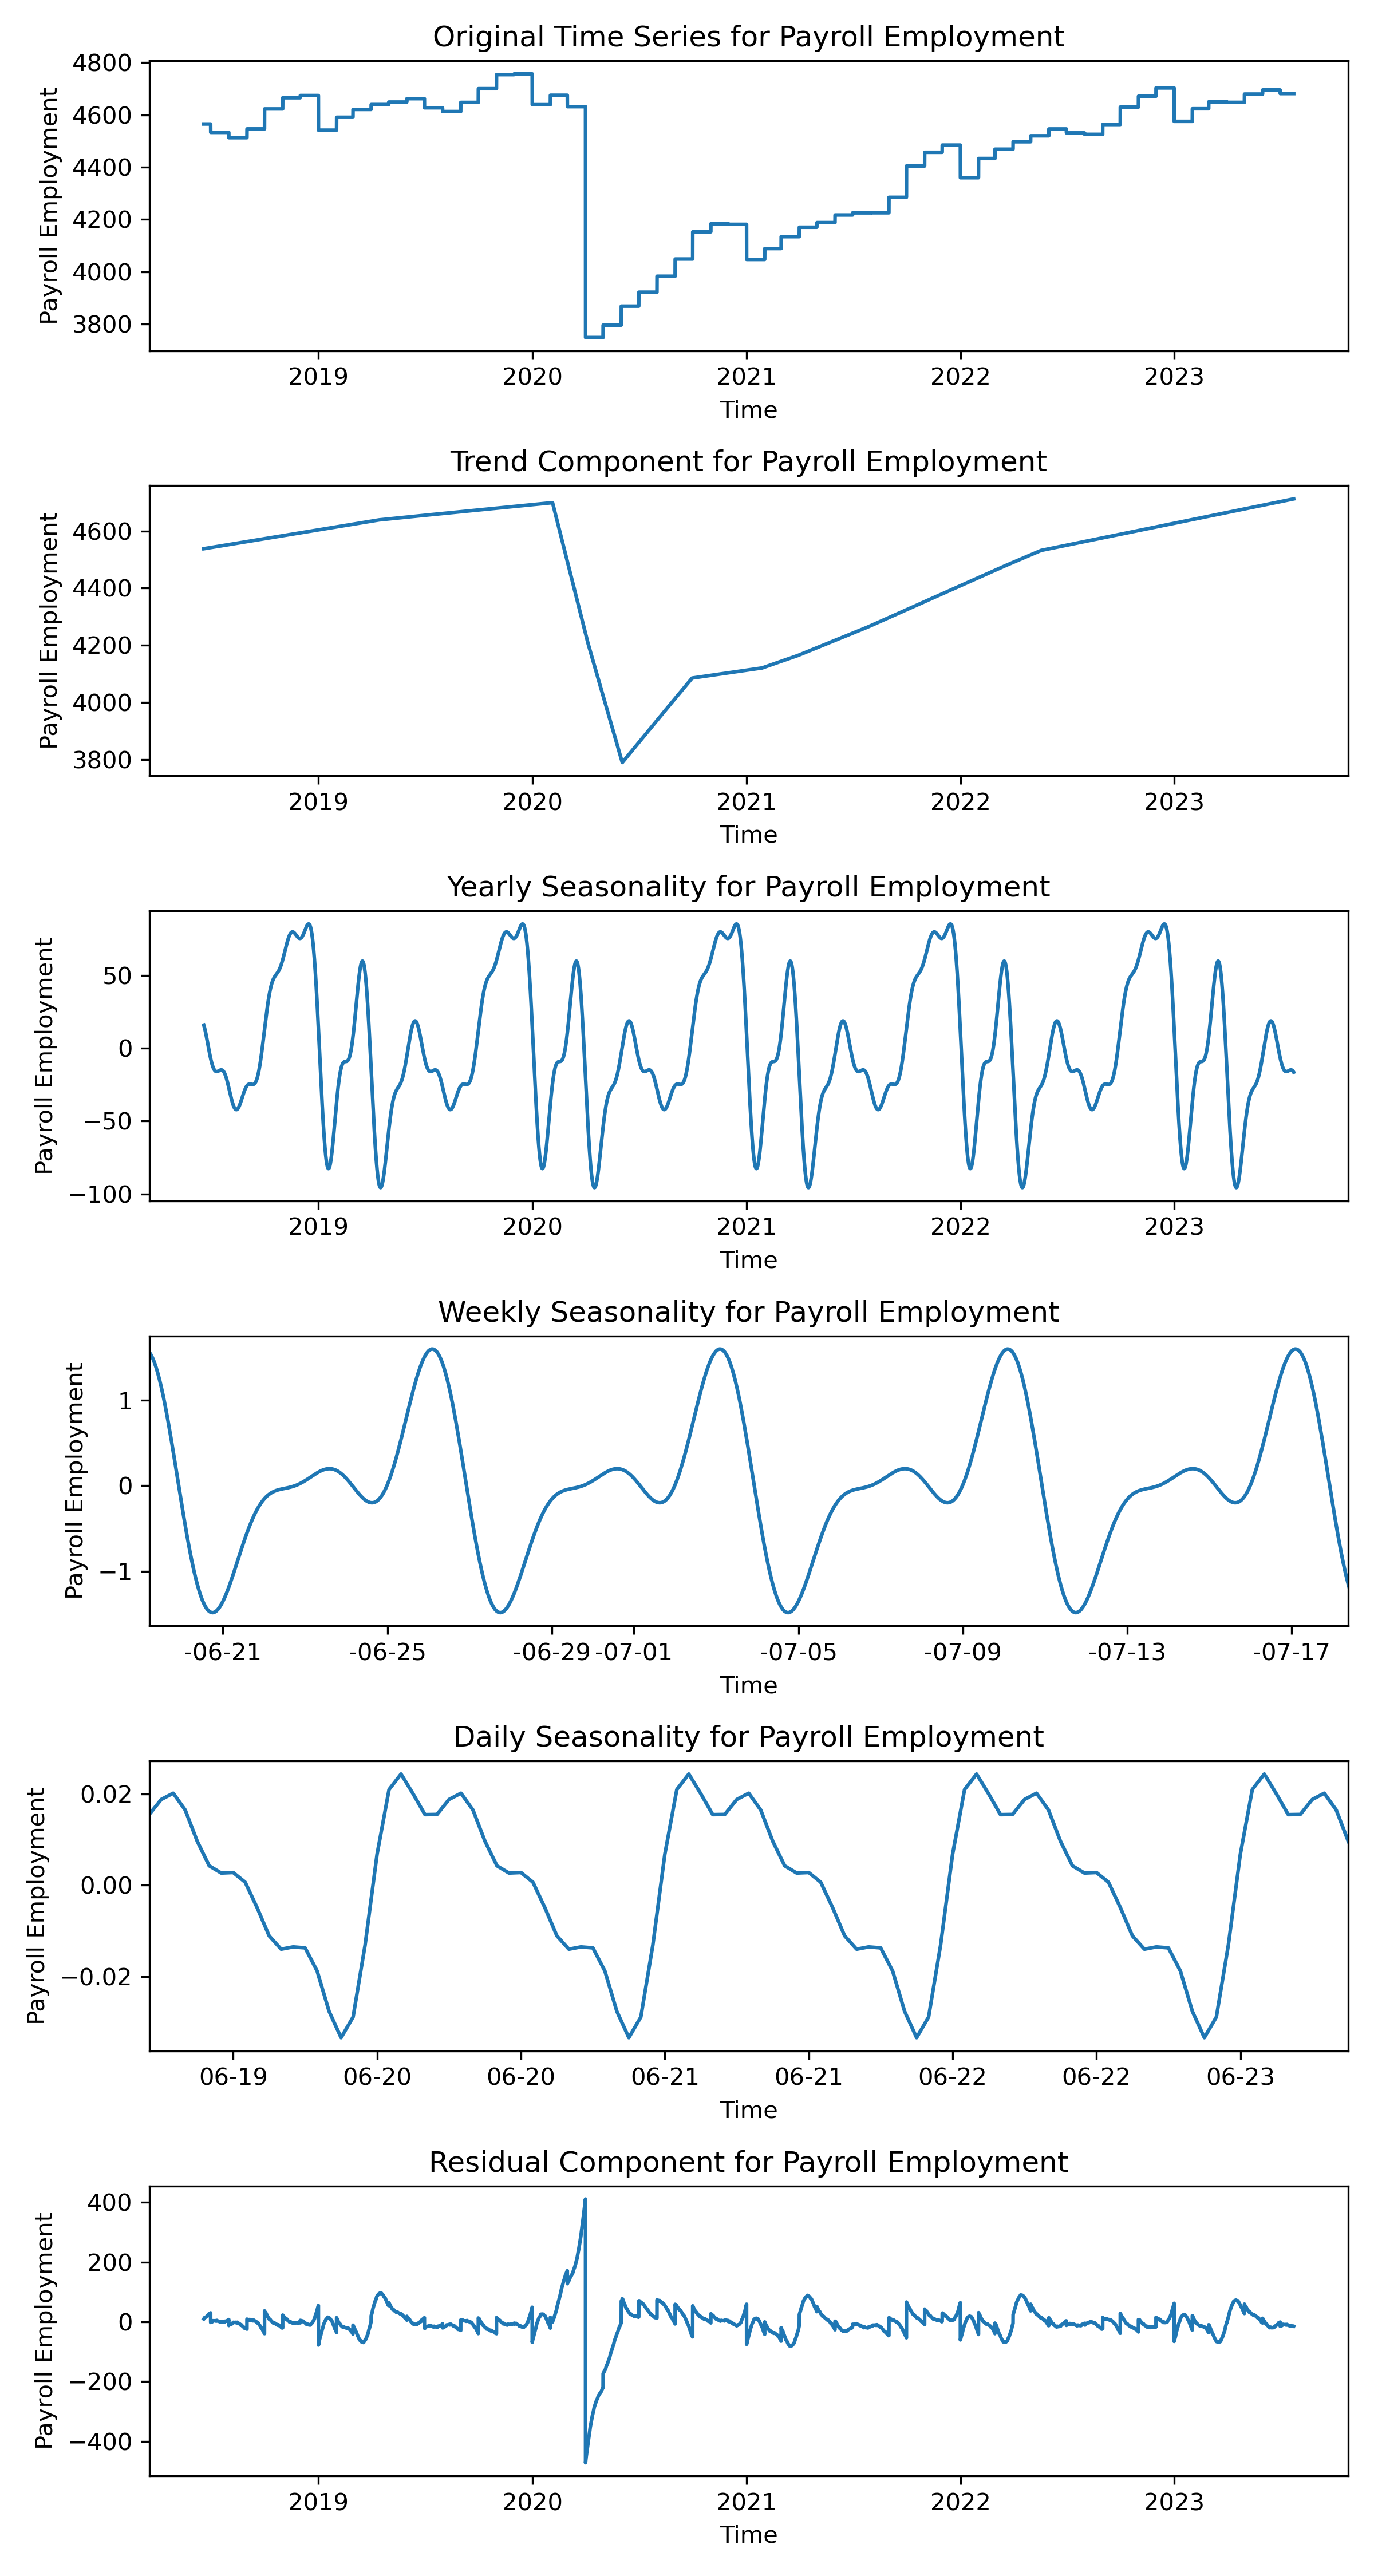 Original Time Series for Payroll Employment
4800
4600
4400
4200
4000
3800
Payroll Employment
2019 2020 2021 2022 2023
Time
Trend Component for Payroll Employment
4600
4400
4200
4000
3800
Payroll Employment
2019 2020 2021 2022 2023
Time
Yearly Seasonality for Payroll Employment
50
0
−50
−100
Payroll Employment
2019 2020 2021 2022 2023
Time
Weekly Seasonality for Payroll Employment
1
0
−1
Payroll Employment
-06-21 -06-25 -06-29 -07-01 -07-05 -07-09 -07-13 -07-17
Time
Daily Seasonality for Payroll Employment
0.02
0.00
−0.02
Payroll Employment
06-19 06-20 06-20 06-21 06-21 06-22 06-22 06-23
Time
Residual Component for Payroll Employment
400
200
0
−200
−400
Payroll Employment
2019 2020 2021 2022 2023
Time